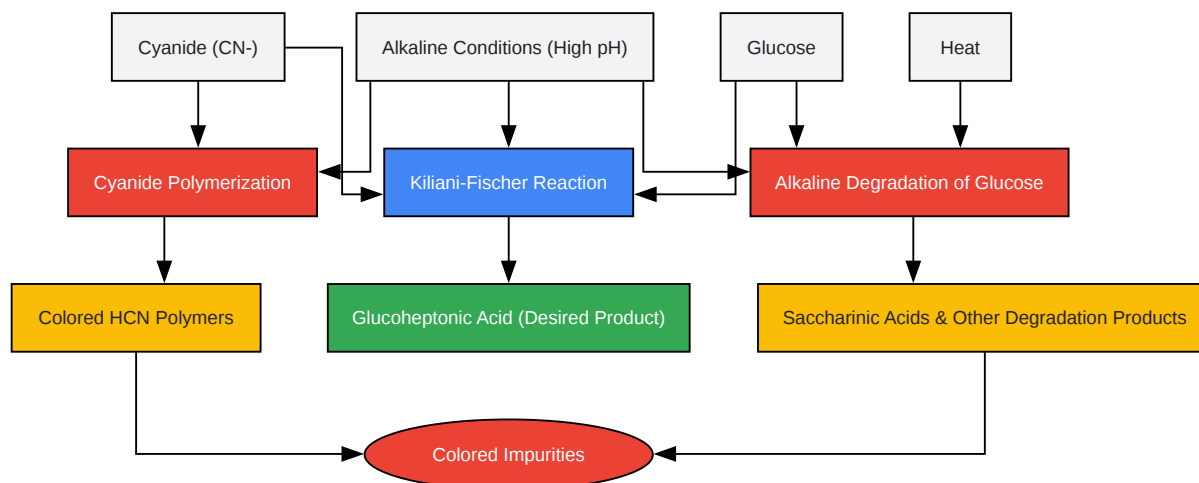 Cyanide (CN-)
Alkaline Conditions (High pH)
Glucose
Heat
Cyanide Polymerization
Kiliani-Fischer Reaction
Alkaline Degradation of Glucose
Colored HCN Polymers
Glucoheptonic Acid (Desired Product)
Saccharinic Acids & Other Degradation Products
Colored Impurities